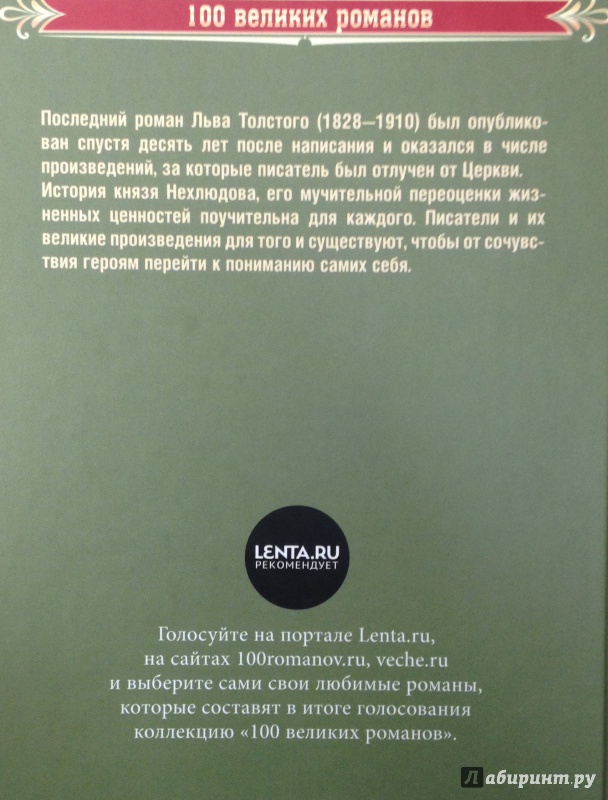 100 великих романов
Последний роман Льва Толстого (1828—1910) был опублико-
ван спустя десять лет после написания и оказался в числе
произведений, за которые писатель был отлучен от Церкви.
История князя Нехлюдова, его мучительной переоценки жиз-
ненных ценностей поучительна для каждого. Писатели и их
великие произведения для того и существуют, чтобы от сочувс-
твия героям перейти к пониманию самих себя.
LENTA.RU
РЕКОМЕНДУЕТ
Голосуйте на портале Lenta.ru,
на сайтах 100romanov.ru, veche.ru
и выберите сами свои любимые романы,
которые составят в итоге голосования
коллекцию «100 великих романов».
Лабиринт.ру